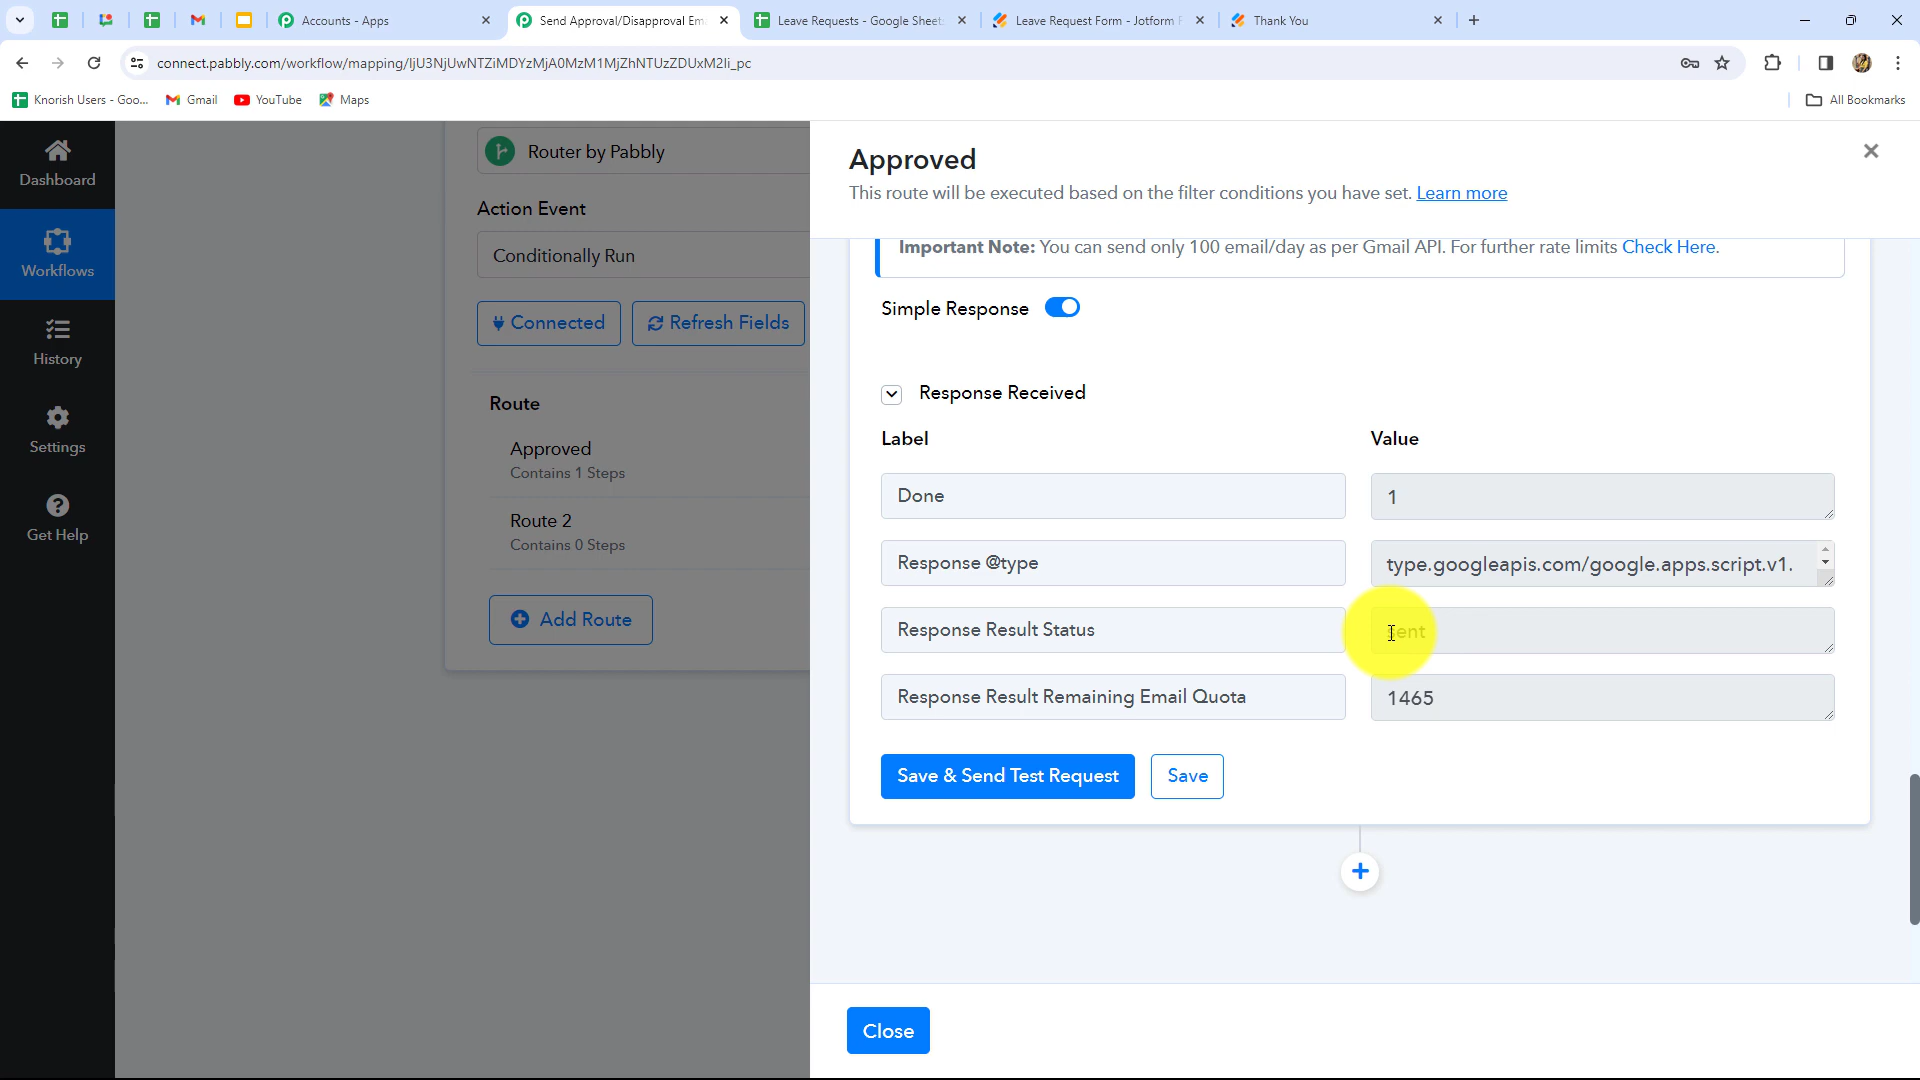 Accounts - Apps
Send Approval/Disapproval Em
Leave Requests - Google Sheet
Leave Request Form - Jotform
Thank You
connect.pabbly.com/workflow/mapping/IjU3NjUwNTZiMDYzMjA0MzM1MjZhNTUzZDUxM2Ii_pc
Knorish Users - Goo...
Gmail
YouTube
Maps
All Bookmarks
Dashboard
Workflows
History
Settings
Get Help
Router by Pabbly
Action Event
Conditionally Run
Connected
Refresh Fields
Route
Approved
Contains 1 Steps
Route 2
Contains 0 Steps
Add Route
Approved
This route will be executed based on the filter conditions you have set. Learn more
Important Note: You can send only 100 email/day as per Gmail API. For further rate limits Check Here.
Simple Response
Response Received
Label Value
Done 1
Response @type type.googleapis.com/google.apps.script.v1.
Response Result Status sent
Response Result Remaining Email Quota 1465
Save & Send Test Request Save
Close